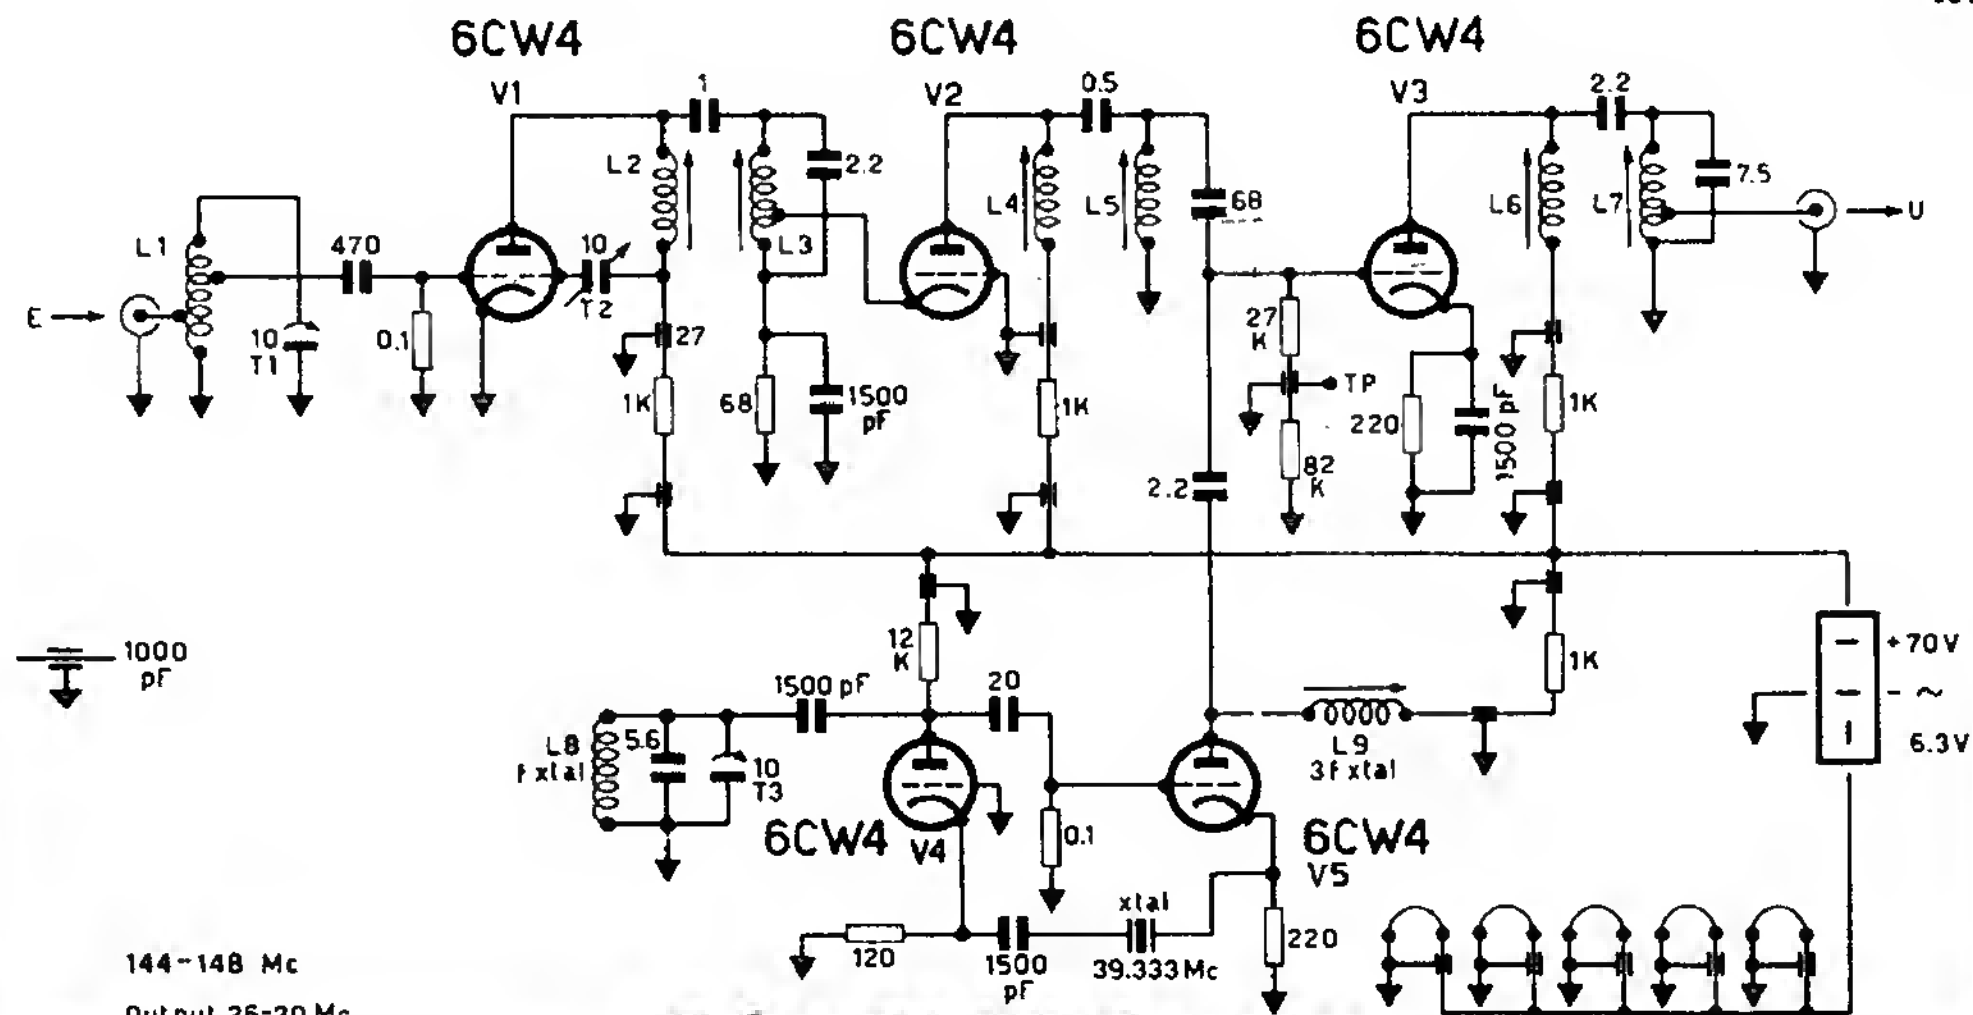 6CW4
6CW4
6CW4
V1
V2
V3
1
0.5
2.2
L2
2.2
L3
L4
L5
68
L6
L7
7.5
U
L1
470
10
T2
E
10
T1
0.1
27
1K
68
1500
pF
1K
27
K
TP
82
K
220
1500 pF
1K
2.2
1000
pF
12
K
1500 pF
20
1K
+70V
- ~
6.3V
L8
f xtal
5.6
10
T3
L9
3f xtal
6CW4
V4
0.1
6CW4
V5
xtal
120
1500
pF
39.333 Mc
220
144-148 Mc